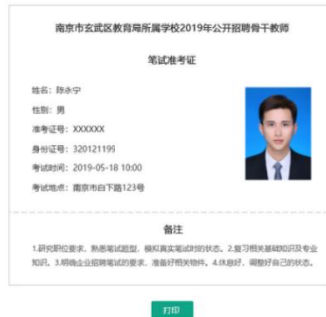 南京市玄武区教育局所属学校2019年公开招聘骨干教师
笔试准考证
姓名：陈永宁
性别：男
准考证号：XXXXXX
身份证号：320121199
考试时间：2019-05-18 10:00
考试地点：南京市白下路123号
备注
1.研究职位要求，熟悉笔试题型，模拟真实笔试时的状态。2.复习相关基础知识及专业
知识。3.明确企业招聘笔试的要求，准备好相关物件。4.休息好，调整好自己的状态。
打印